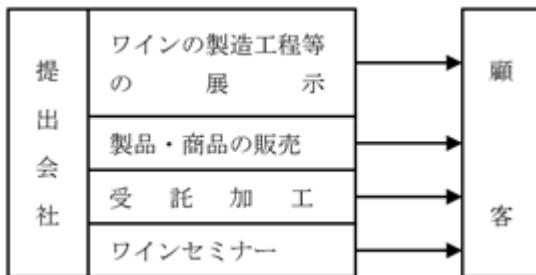 提出会社
ワインの製造工程等
の展示
製品・商品の販売
受託加工
ワインセミナー
顧客